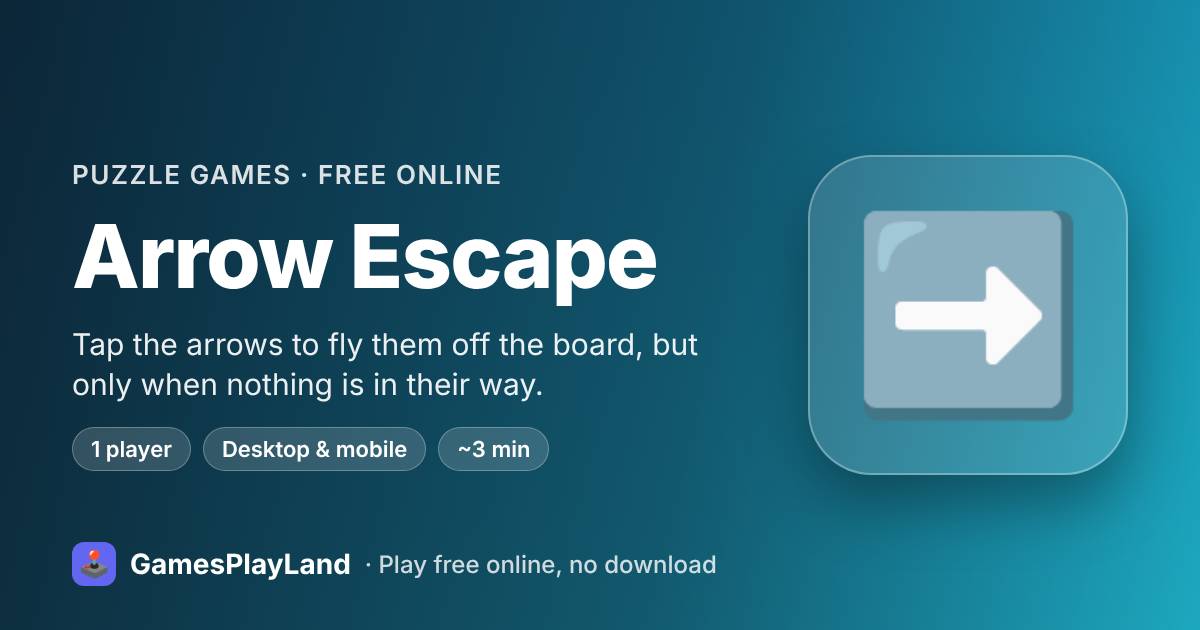 PUZZLE GAMES · FREE ONLINE
Arrow Escape
Tap the arrows to fly them off the board, but
only when nothing is in their way.
1 player Desktop & mobile ~3 min
GamesPlayLand · Play free online, no download